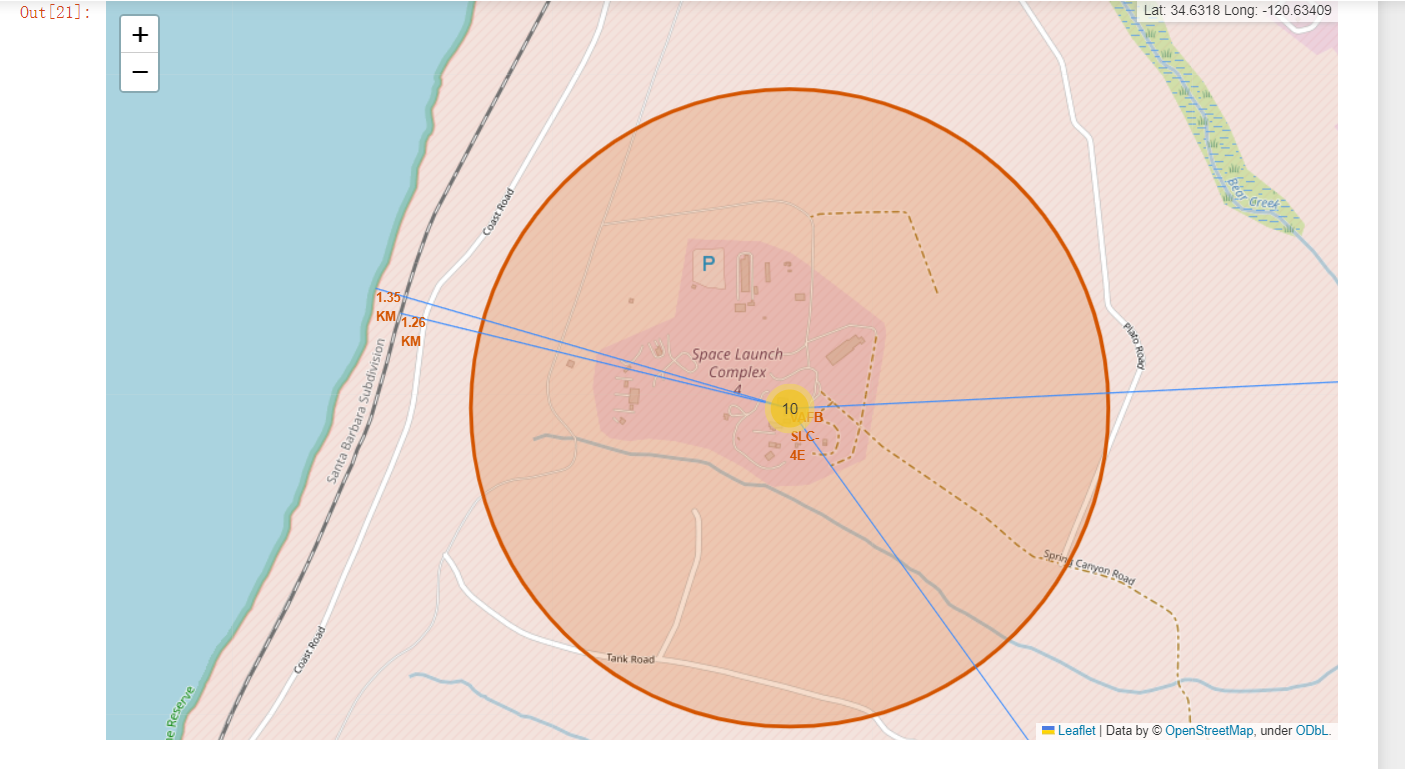 Out[21]:
+
−
Lat: 34.6318 Long: -120.63409
Bear Creek
Coast Road
P
1.35
KM
1.26
KM
Plato Road
Space Launch
Complex
4
Santa Barbara Subdivision
10
VAFB
SLC-
4E
Spring Canyon Road
Coast Road
Tank Road
Reserve
Leaflet | Data by © OpenStreetMap, under ODbL.